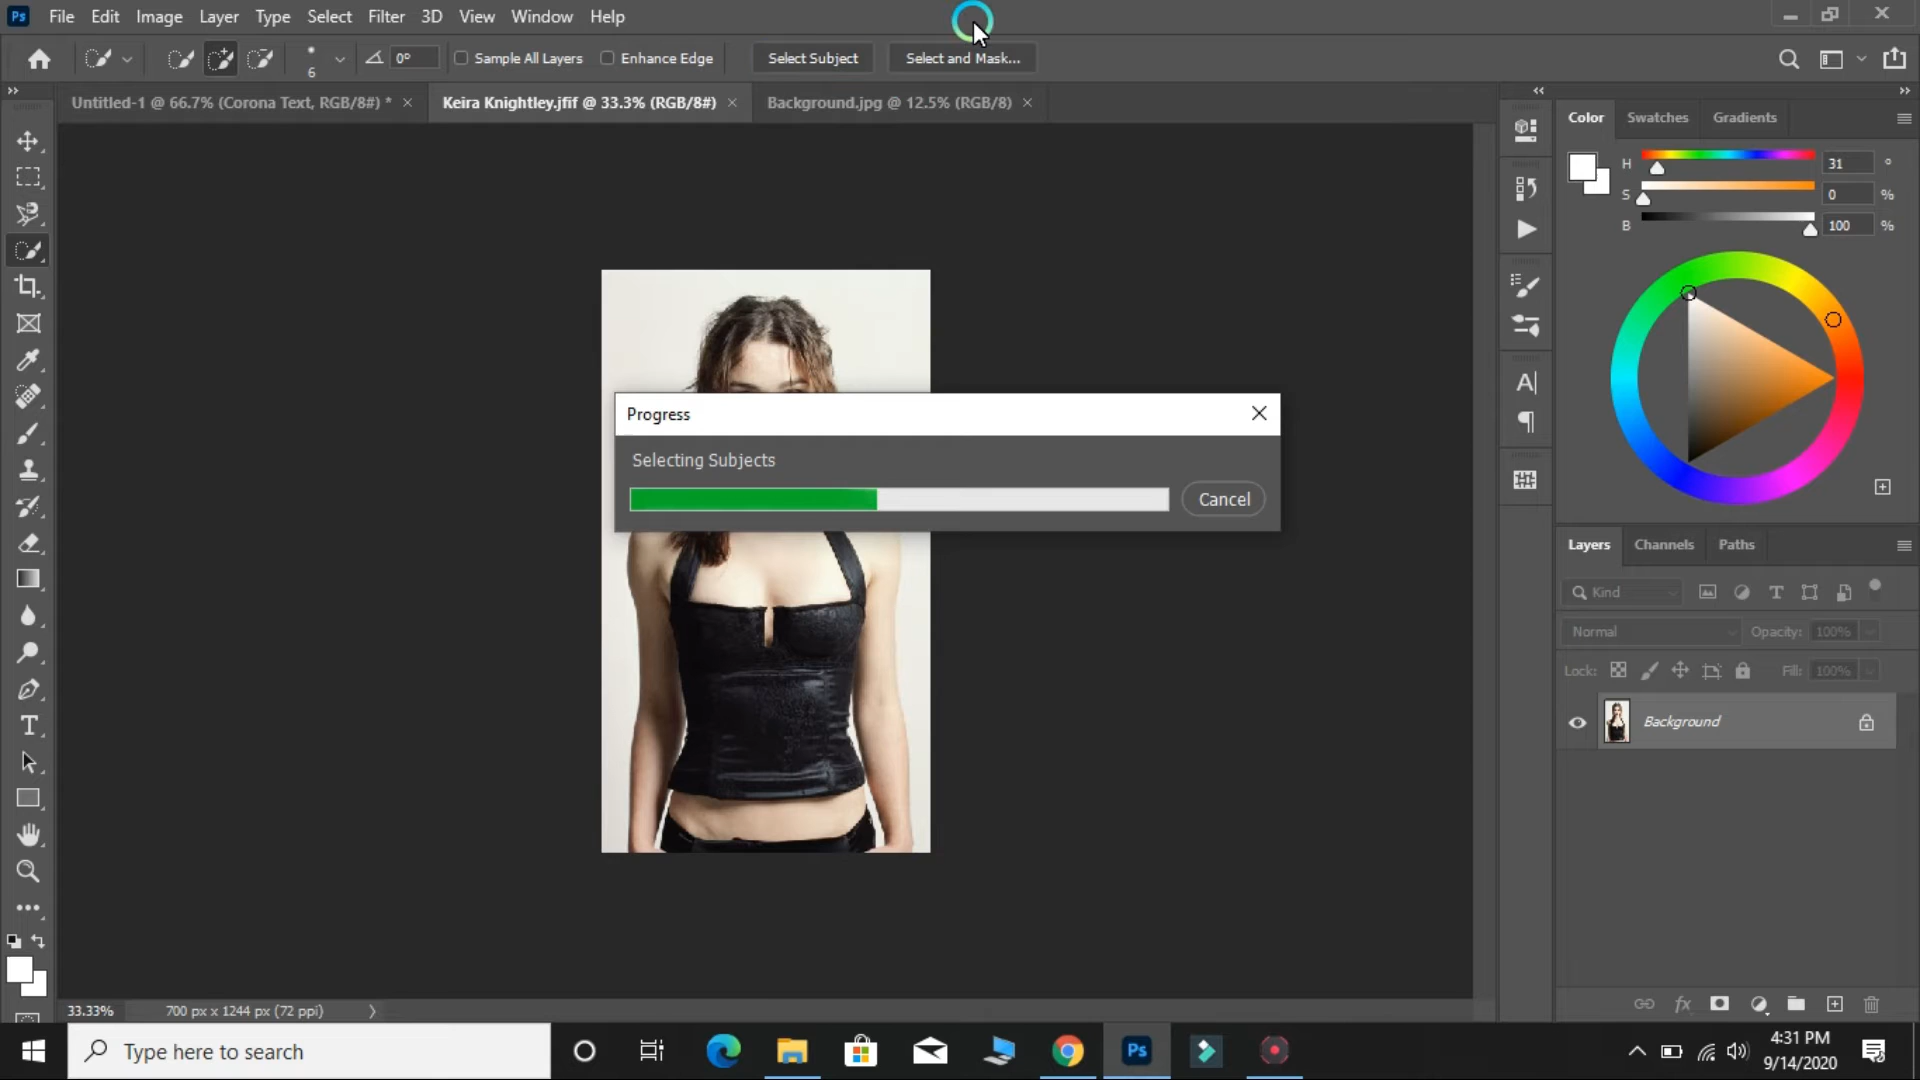 Ps File Edit Image Layer Type Select Filter 3D View Window Help
6 0° Sample All Layers Enhance Edge Select Subject Select and Mask...
Untitled-1 @ 66.7% (Corona Text, RGB/8#) * Keira Knightley.jfif @ 33.3% (RGB/8#) Background.jpg @ 12.5% (RGB/8)
Color Swatches Gradients
H 31 °
S 0 %
B 100 %
Progress
Selecting Subjects
Cancel
Layers Channels Paths
Kind
Normal Opacity: 100%
Lock: Fill: 100%
Background
33.33% 700 px x 1244 px (72 ppi)
Type here to search
Ps
4:31 PM
9/14/2020